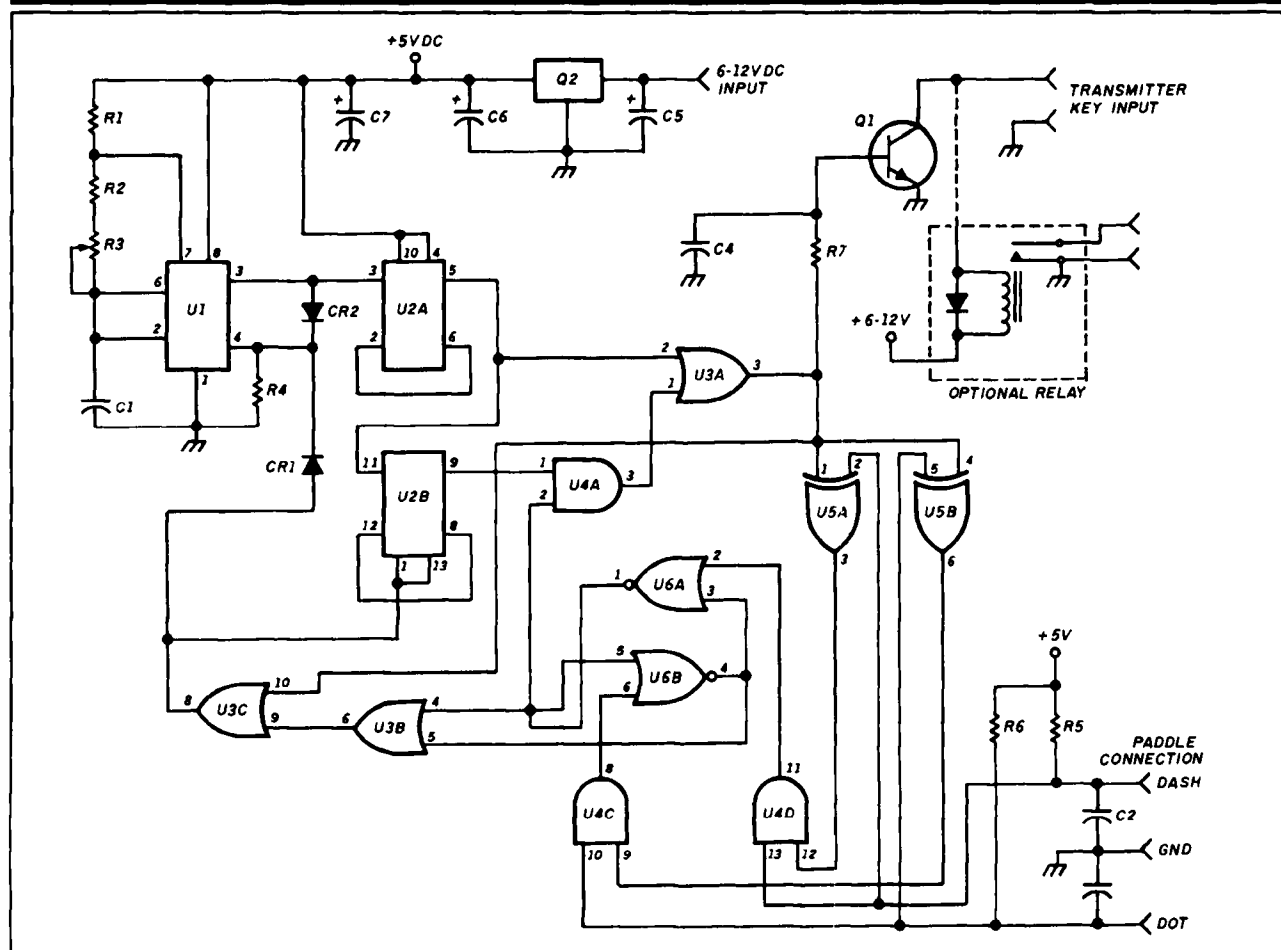 +5V DC
6-12V DC
INPUT
R1
C7
C6
Q2
C5
Q1
TRANSMITTER
KEY INPUT
R2
R3
7
8
10
4
C4
R7
6
U1
3
3
U2A
5
2
4
CR2
2
6
+6-12V
1
R4
2
1
U3A
3
OPTIONAL RELAY
C1
CR1
11
U2B
9
1
2
U4A
3
1
2
5
4
12
8
U5A
U5B
1
13
1
U6A
2
3
3
6
+5V
10
5
6
U6B
4
8
U3C
9
6
U3B
4
5
R6
R5
PADDLE
CONNECTION
8
11
DASH
U4C
U4D
C2
10
9
13
12
GND
DOT